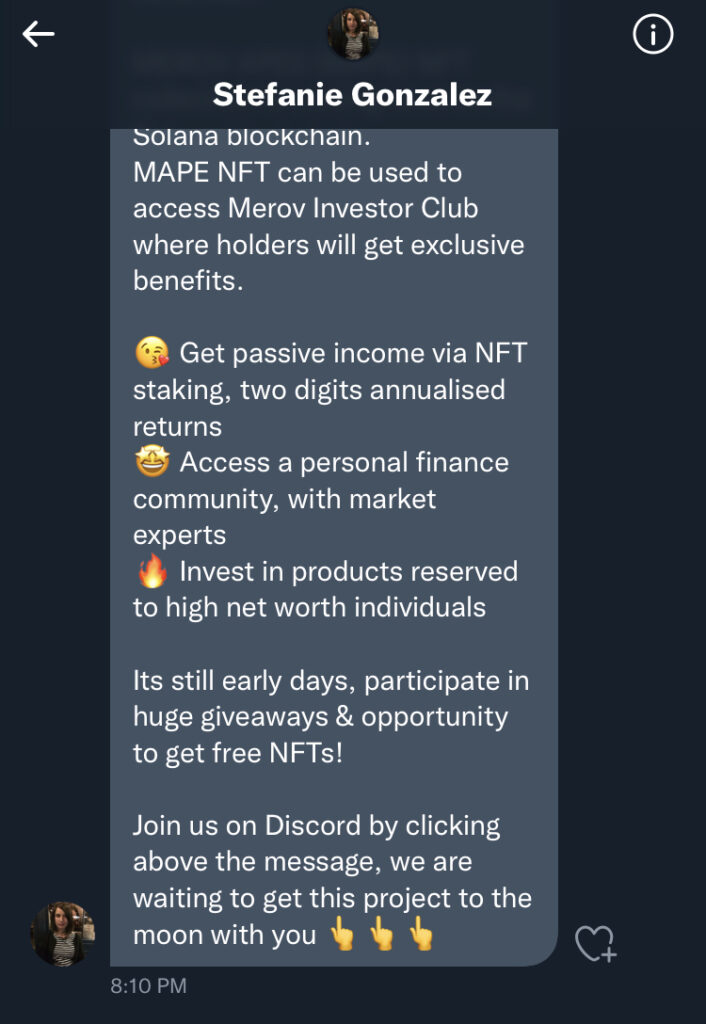 Stefanie Gonzalez
Solana blockchain.
MAPE NFT can be used to
access Merov Investor Club
where holders will get exclusive
benefits.
😘 Get passive income via NFT
staking, two digits annualised
returns
🤩 Access a personal finance
community, with market
experts
🔥 Invest in products reserved
to high net worth individuals
Its still early days, participate in
huge giveaways & opportunity
to get free NFTs!
Join us on Discord by clicking
above the message, we are
waiting to get this project to the
moon with you 👆 👆 👆
8:10 PM